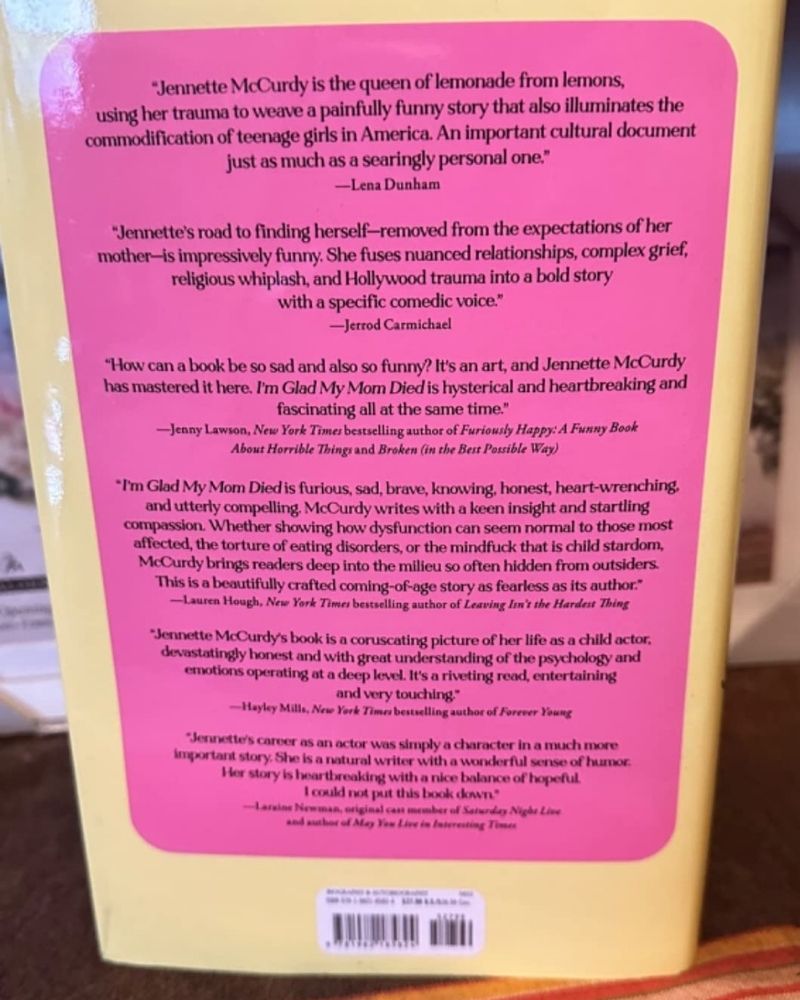 "Jennette McCurdy is the queen of lemonade from lemons,
using her trauma to weave a painfully funny story that also illuminates the
commodification of teenage girls in America. An important cultural document
just as much as a searingly personal one."
—Lena Dunham
"Jennette's road to finding herself—removed from the expectations of her
mother—is impressively funny. She fuses nuanced relationships, complex grief,
religious whiplash, and Hollywood trauma into a bold story
with a specific comedic voice."
—Jerrod Carmichael
"How can a book be so sad and also so funny? It's an art, and Jennette McCurdy
has mastered it here. I'm Glad My Mom Died is hysterical and heartbreaking and
fascinating all at the same time."
—Jenny Lawson, New York Times bestselling author of Furiously Happy: A Funny Book
About Horrible Things and Broken (in the Best Possible Way)
"I'm Glad My Mom Died is furious, sad, brave, knowing, honest, heart-wrenching,
and utterly compelling. McCurdy writes with a keen insight and startling
compassion. Whether showing how dysfunction can seem normal to those most
affected, the torture of eating disorders, or the mindfuck that is child stardom,
McCurdy brings readers deep into the milieu so often hidden from outsiders.
This is a beautifully crafted coming-of-age story as fearless as its author."
—Lauren Hough, New York Times bestselling author of Leaving Isn't the Hardest Thing
"Jennette McCurdy's book is a coruscating picture of her life as a child actor,
devastatingly honest and with great understanding of the psychology and
emotions operating at a deep level. It's a riveting read, entertaining
and very touching."
—Hayley Mills, New York Times bestselling author of Forever Young
"Jennette's career as an actor was simply a character in a much more
important story. She is a natural writer with a wonderful sense of humor.
Her story is heartbreaking with a nice balance of hopeful.
I could not put this book down."
—Laraine Newman, original cast member of Saturday Night Live
and author of May You Live in Interesting Times